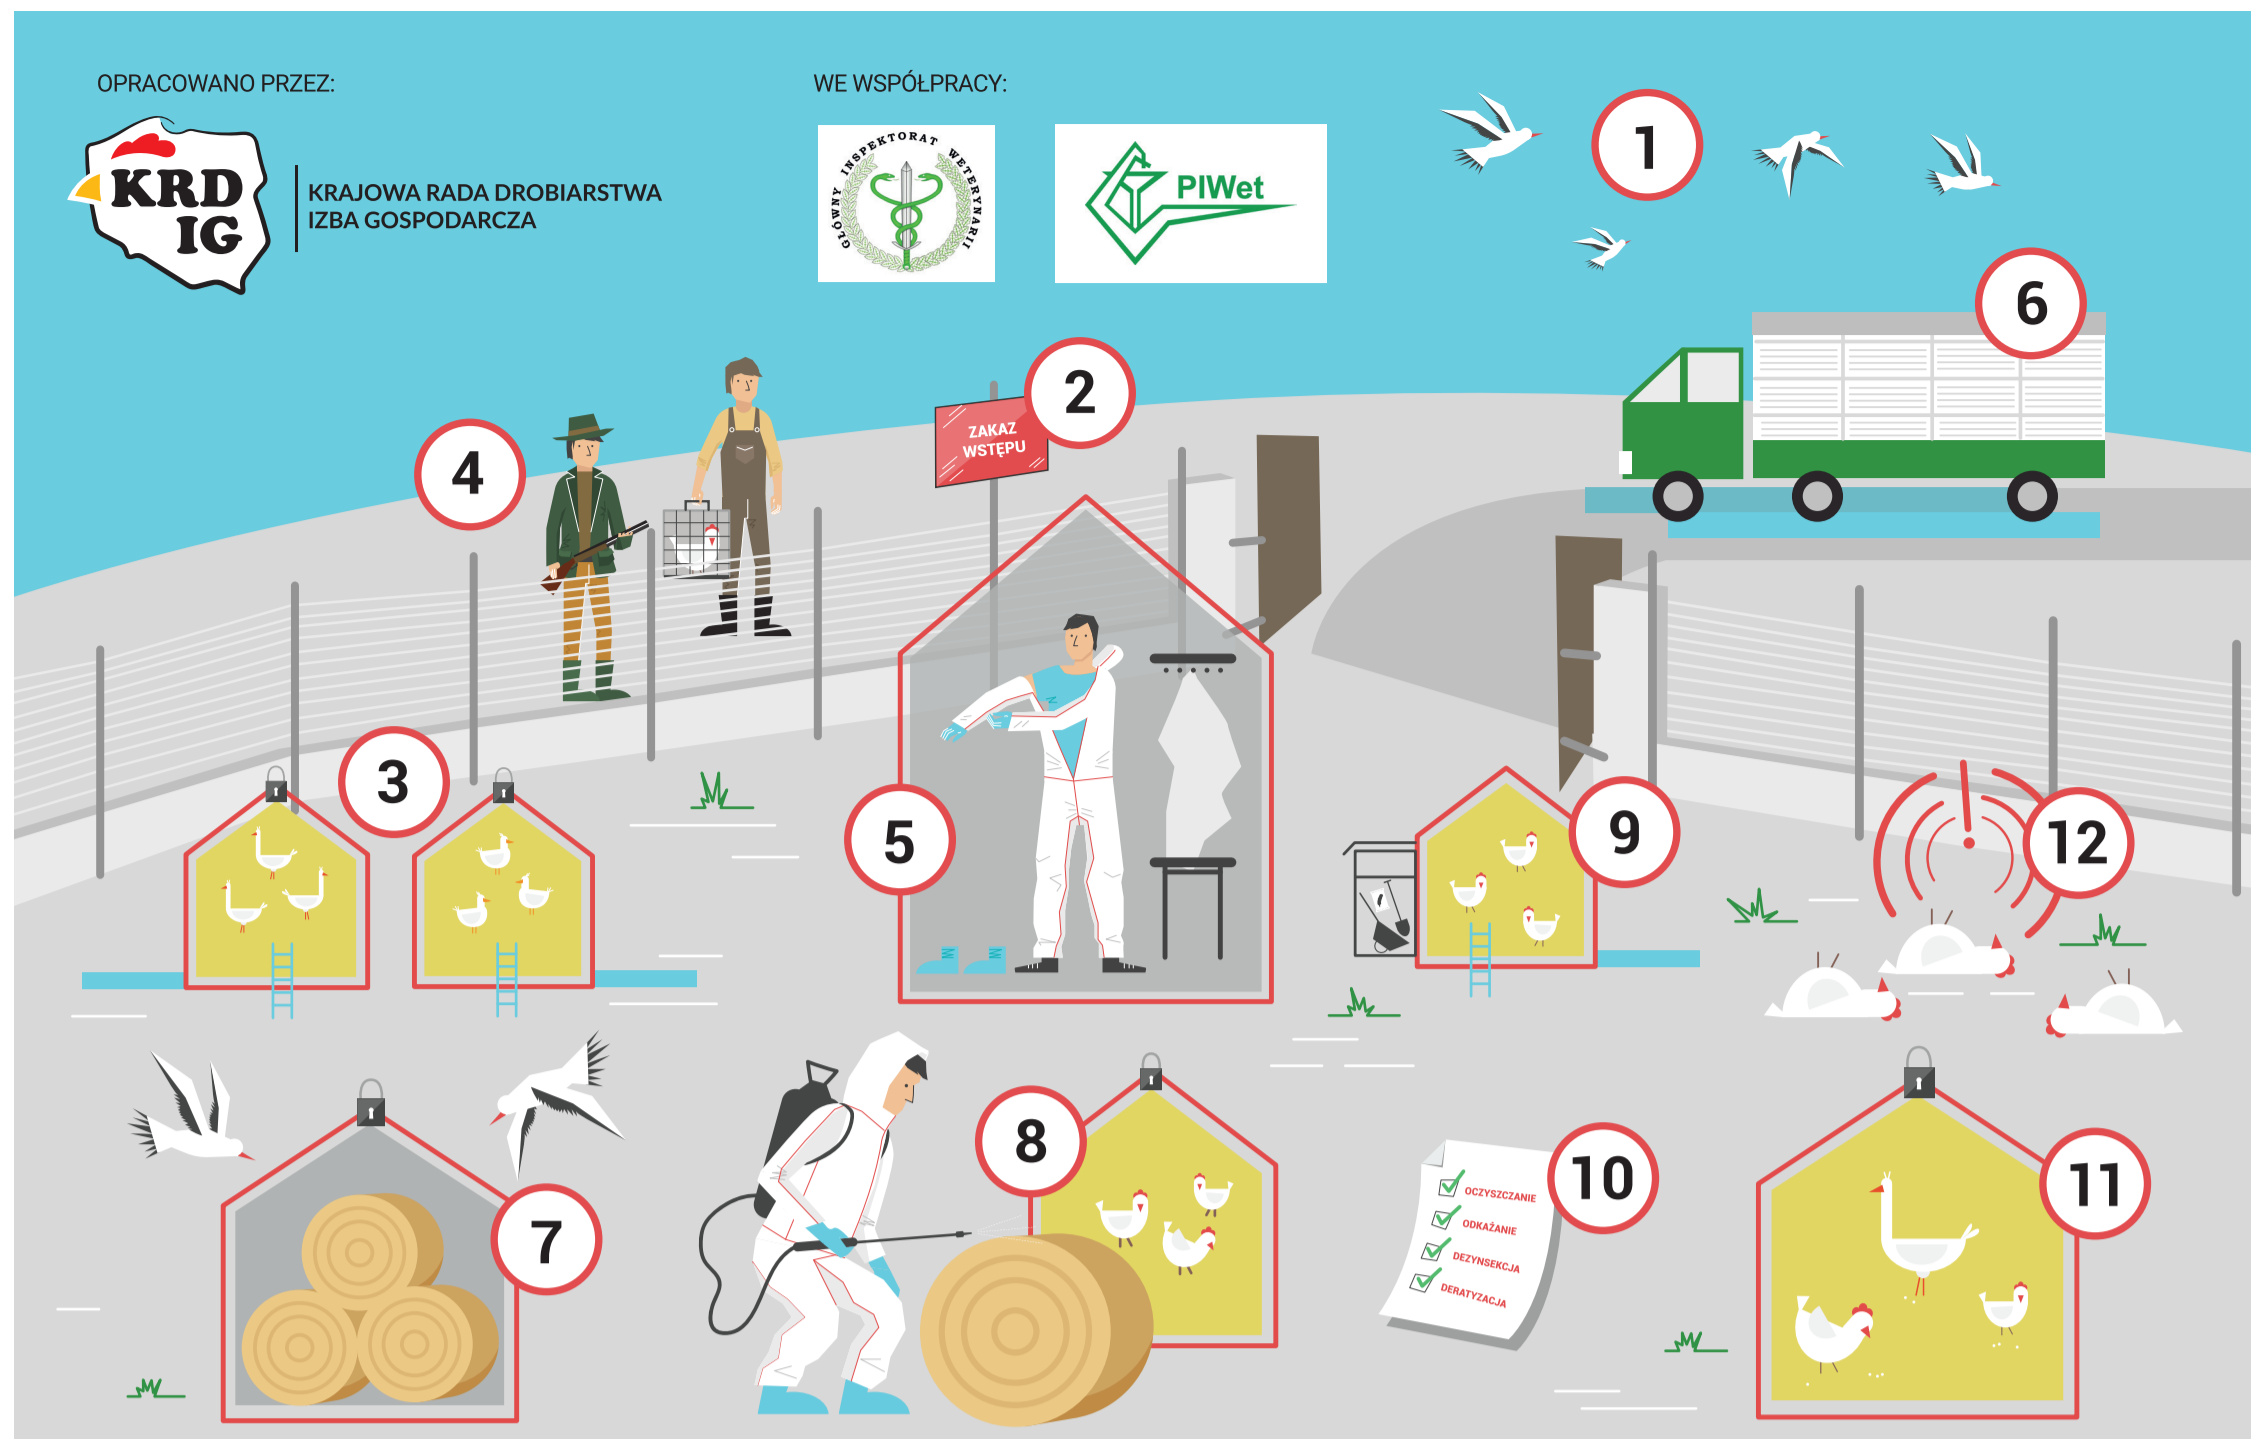 OPRACOWANO PRZEZ:
KRD
IG
KRAJOWA RADA DROBIARSTWA
IZBA GOSPODARCZA
WE WSPÓŁPRACY:
GŁÓWNY INSPEKTORAT WETERYNARII
PIWet
1
6
2
ZAKAZ
WSTĘPU
4
3
5
9
12
7
8
10
OCZYSZCZANIE
ODKAŻANIE
DEZYNSEKCJA
DERATYZACJA
11